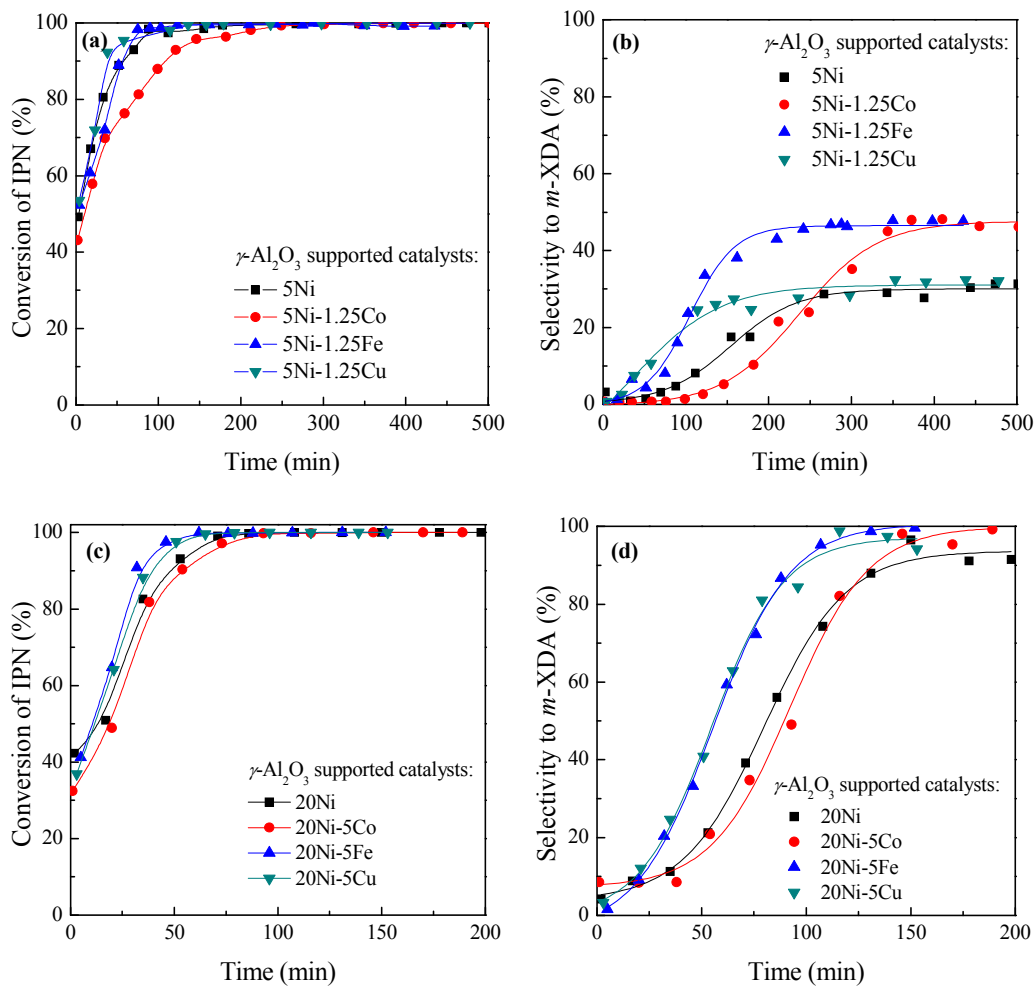 (a)
Conversion of IPN (%)
100
80
60
40
20
0
γ-Al2O3 supported catalysts:
5Ni
5Ni-1.25Co
5Ni-1.25Fe
5Ni-1.25Cu
0 100 200 300 400 500
Time (min)
(b)
Selectivity to m-XDA (%)
100
80
60
40
20
0
γ-Al2O3 supported catalysts:
5Ni
5Ni-1.25Co
5Ni-1.25Fe
5Ni-1.25Cu
0 100 200 300 400 500
Time (min)
(c)
Conversion of IPN (%)
100
80
60
40
20
0
γ-Al2O3 supported catalysts:
20Ni
20Ni-5Co
20Ni-5Fe
20Ni-5Cu
0 50 100 150 200
Time (min)
(d)
Selectivity to m-XDA (%)
100
80
60
40
20
0
γ-Al2O3 supported catalysts:
20Ni
20Ni-5Co
20Ni-5Fe
20Ni-5Cu
0 50 100 150 200
Time (min)